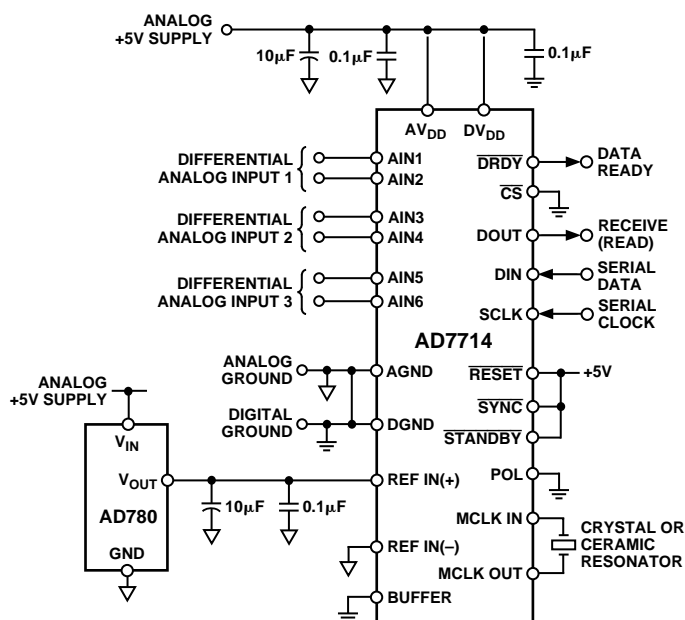 ANALOG
+5V SUPPLY
10µF
0.1µF
0.1µF
AVDD
DVDD
DIFFERENTIAL
ANALOG INPUT 1
AIN1
AIN2
DRDY
DATA
READY
CS
DIFFERENTIAL
ANALOG INPUT 2
AIN3
AIN4
DOUT
RECEIVE
(READ)
DIN
SERIAL
DATA
DIFFERENTIAL
ANALOG INPUT 3
AIN5
AIN6
SCLK
SERIAL
CLOCK
AD7714
ANALOG
GROUND
AGND
RESET
+5V
ANALOG
+5V SUPPLY
SYNC
DIGITAL
GROUND
DGND
STANDBY
VIN
VOUT
AD780
GND
10µF
0.1µF
REF IN(+)
POL
MCLK IN
CRYSTAL OR
CERAMIC
RESONATOR
REF IN(–)
MCLK OUT
BUFFER